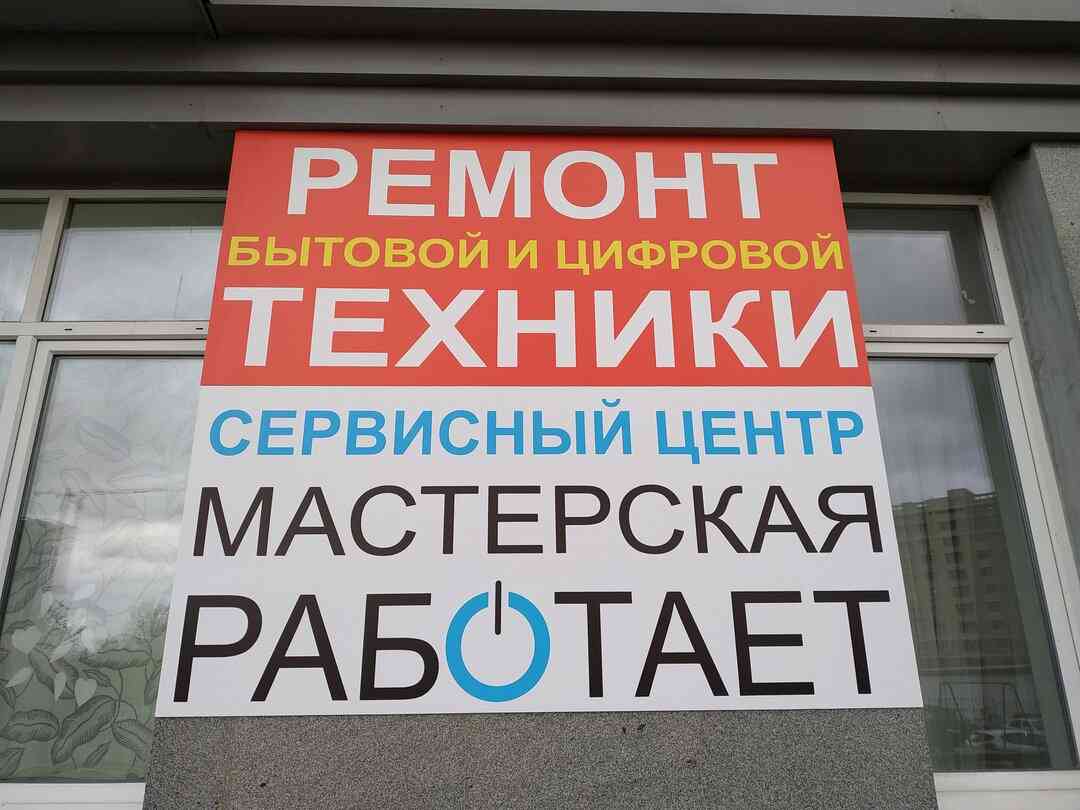 РЕМОНТ
БЫТОВОЙ И ЦИФРОВОЙ
ТЕХНИКИ
СЕРВИСНЫЙ ЦЕНТР
МАСТЕРСКАЯ
РАБОТАЕТ